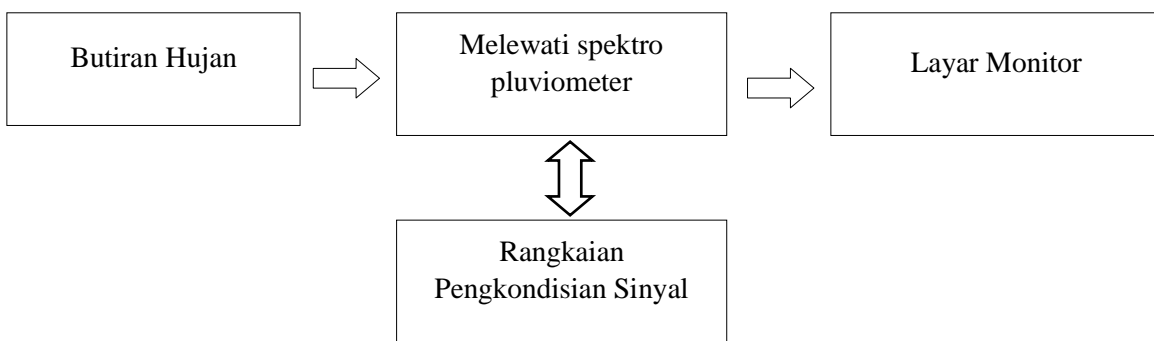 Butiran Hujan
Melewati spektro
pluviometer
Layar Monitor
Rangkaian
Pengkondisian Sinyal